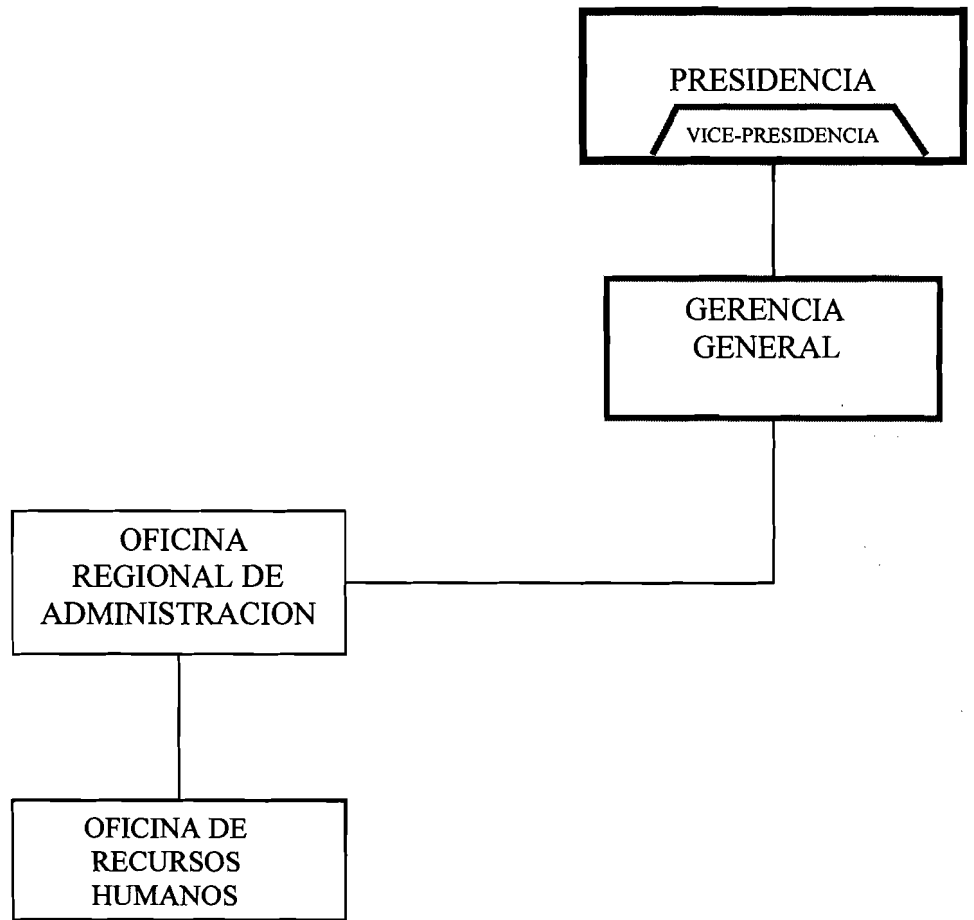 PRESIDENCIA
VICE-PRESIDENCIA
GERENCIA
GENERAL
OFICINA
REGIONAL DE
ADMINISTRACION
OFICINA DE
RECURSOS
HUMANOS